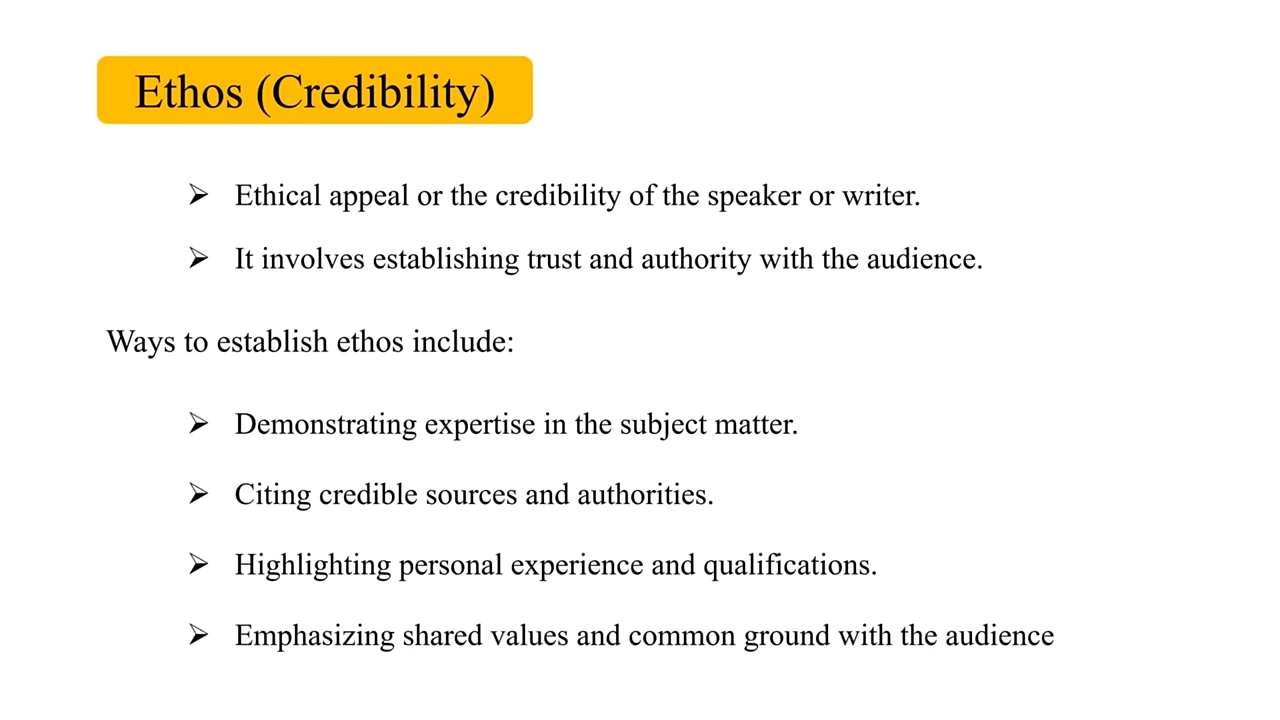 Ethos (Credibility)
➢ Ethical appeal or the credibility of the speaker or writer.
➢ It involves establishing trust and authority with the audience.
Ways to establish ethos include:
➢ Demonstrating expertise in the subject matter.
➢ Citing credible sources and authorities.
➢ Highlighting personal experience and qualifications.
➢ Emphasizing shared values and common ground with the audience